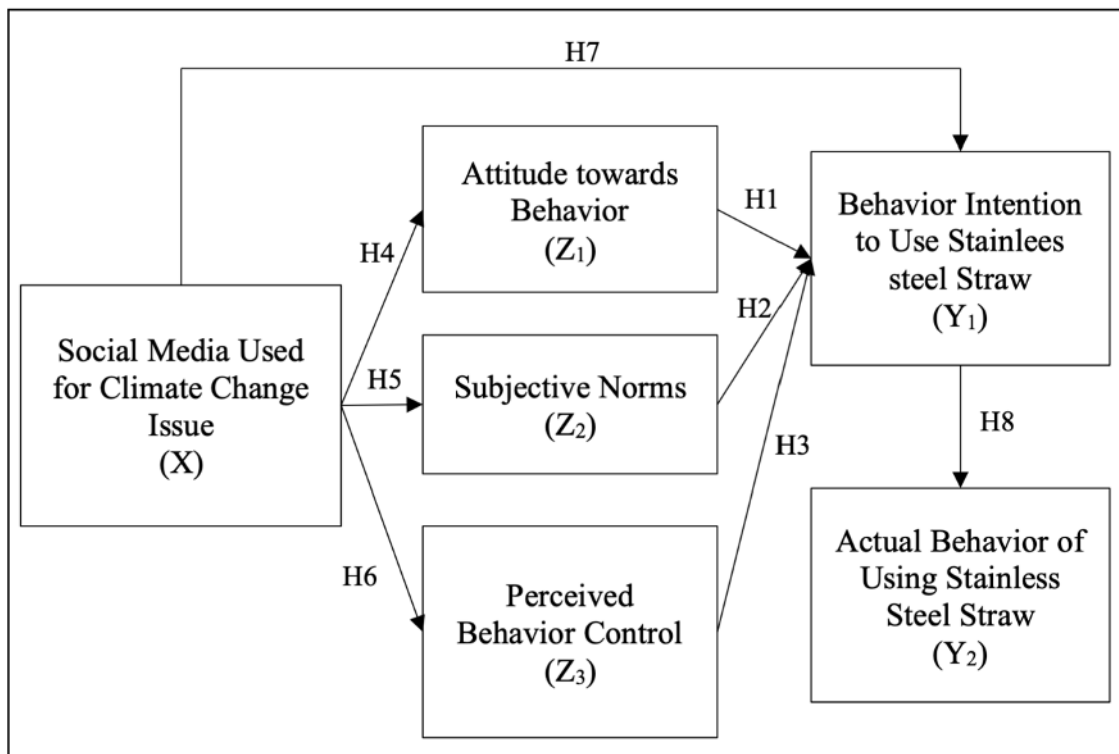 H7
Attitude towards
Behavior
(Z₁)
H1
Behavior Intention
to Use Stainlees
steel Straw
(Y₁)
H4
Social Media Used
for Climate Change
Issue
(X)
H5
Subjective Norms
(Z₂)
H2
H3
H8
H6
Perceived
Behavior Control
(Z₃)
Actual Behavior of
Using Stainless
Steel Straw
(Y₂)